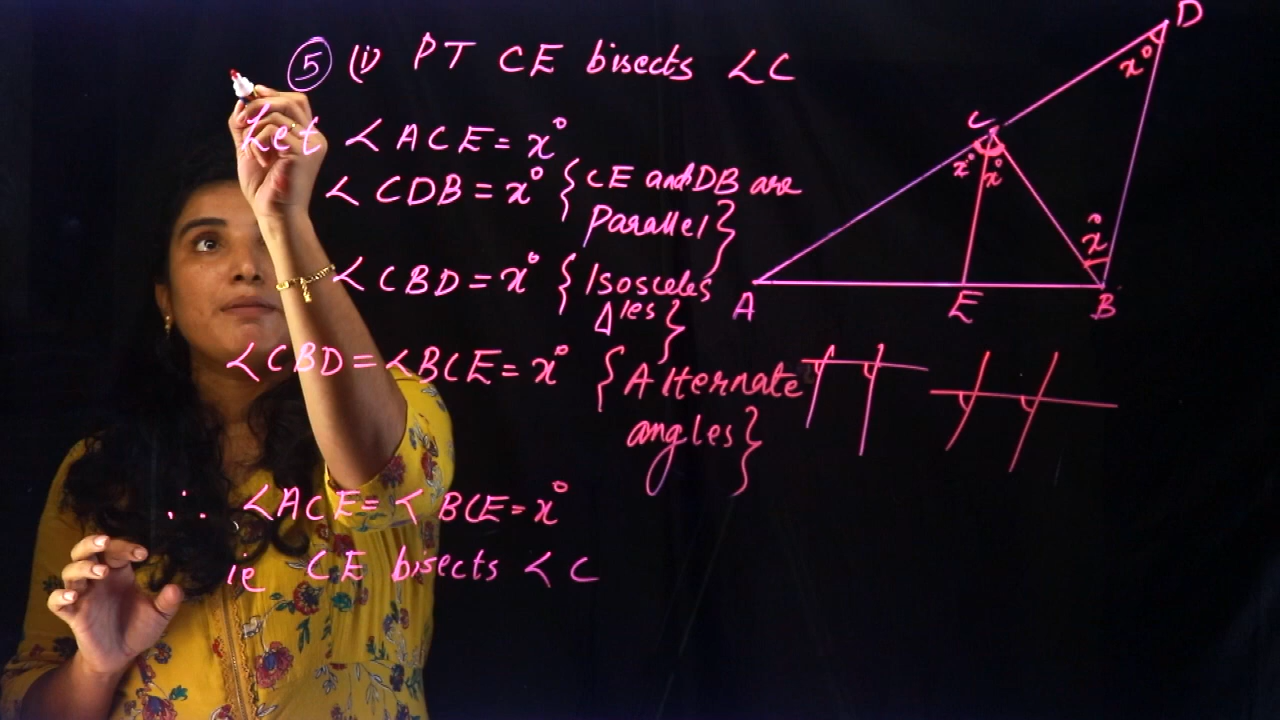 5 (i) PT CE bisects ∠C
Let ∠ACE = x°
∠CDB = x° {CE and DB are
parallel}
∠CBD = x° {Isosceles
Δles}
∠CBD = ∠BCE = x° {Alternate
angles}
∴ ∠ACE = ∠BCE = x°
ie CE bisects ∠C
D
x°
C
x° x°
x°
A E B